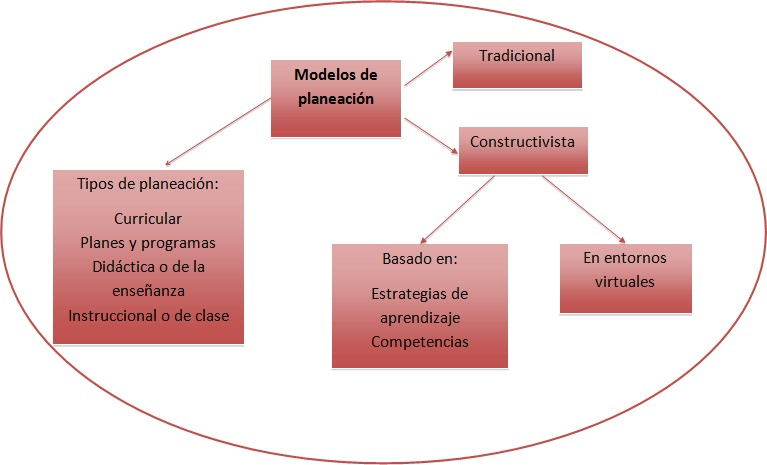 Modelos de
planeación
Tradicional
Constructivista
Tipos de planeación:
Curricular
Planes y programas
Didáctica o de la
enseñanza
Instruccional o de clase
Basado en:
Estrategias de
aprendizaje
Competencias
En entornos
virtuales